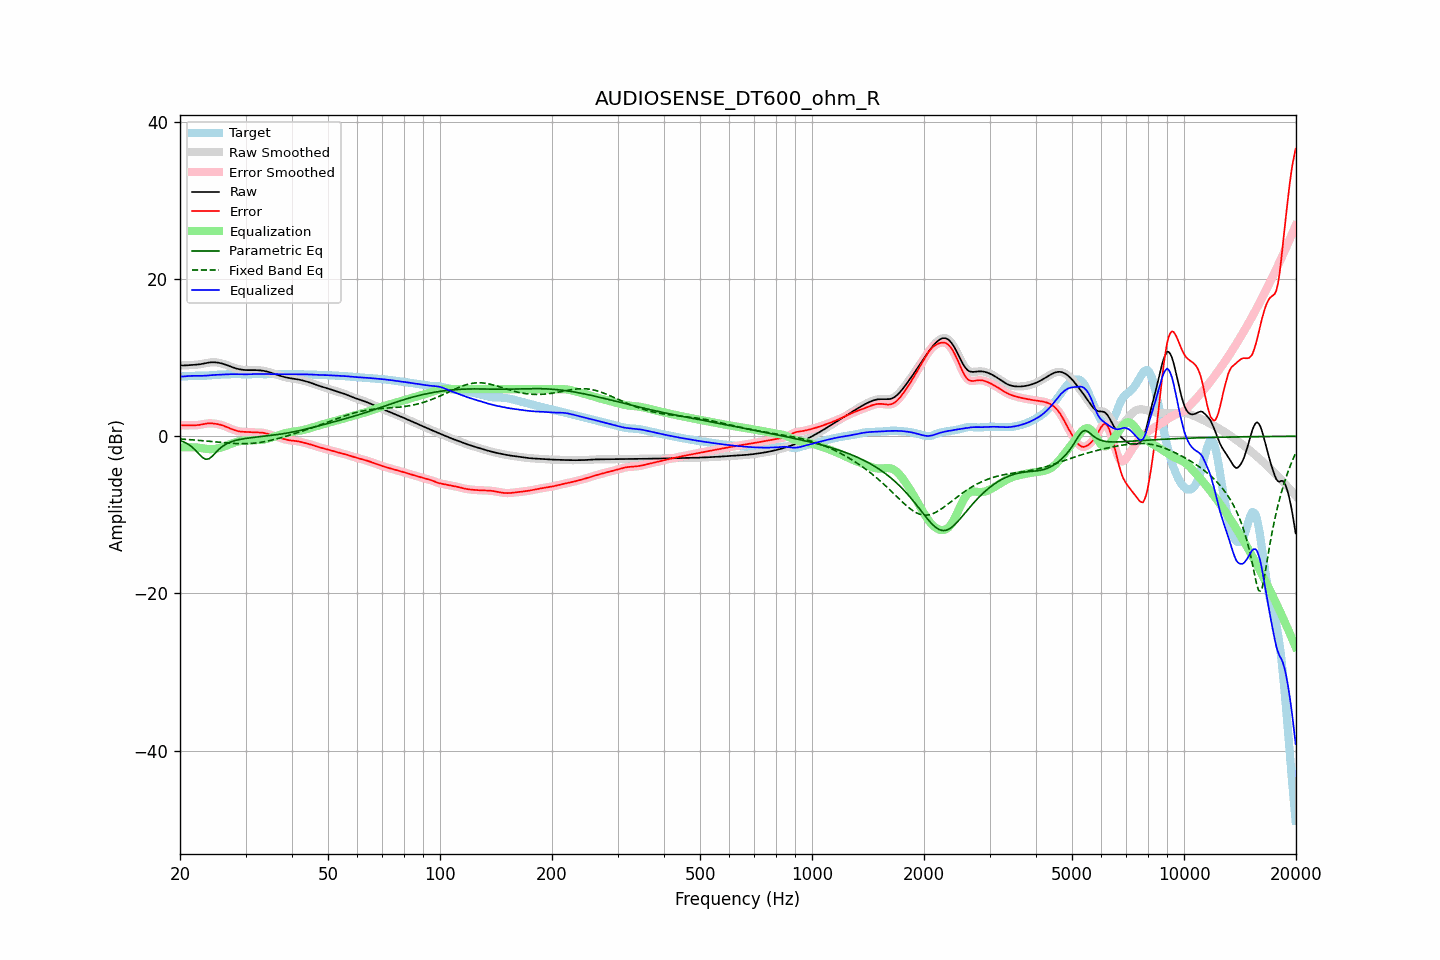 AUDIOSENSE_DT600_ohm_R
Target
Raw Smoothed
Error Smoothed
Raw
Error
Equalization
Parametric Eq
Fixed Band Eq
Equalized
40
20
0
−20
−40
Amplitude (dBr)
20
50
100
200
500
1000
2000
5000
10000
20000
Frequency (Hz)